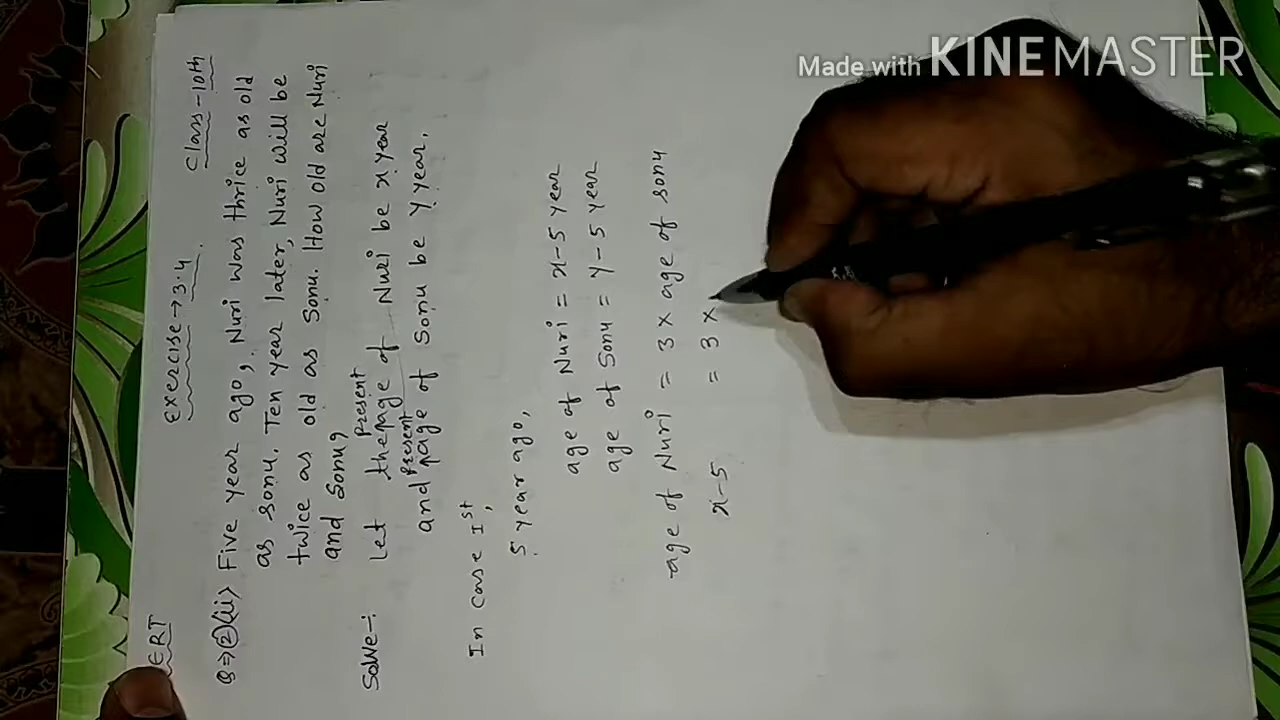 Made with KINEMASTER
ERT Exercise→3.4. Class-10th
Q⇒②(ii)> Five year ago, Nuri was thrice as old
as sonu. Ten year later, Nuri will be
twice as old as Sonu. How old are Nuri
and Sonu,
Solve-: Let the present age of Nuri be x year
and present age of Sonu be y year.
In case Ist,
5 year ago,
age of Nuri = x-5 year
age of Sonu = y-5 year
age of Nuri = 3 x age of sonu
x-5 = 3 x